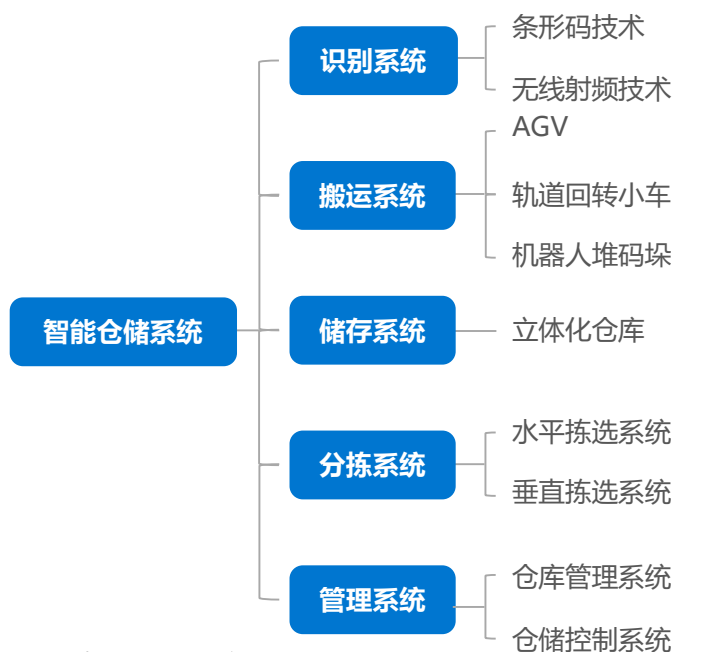 智能仓储系统
识别系统
条形码技术
无线射频技术
搬运系统
AGV
轨道回转小车
机器人堆码垛
储存系统
立体化仓库
分拣系统
水平拣选系统
垂直拣选系统
管理系统
仓库管理系统
仓储控制系统